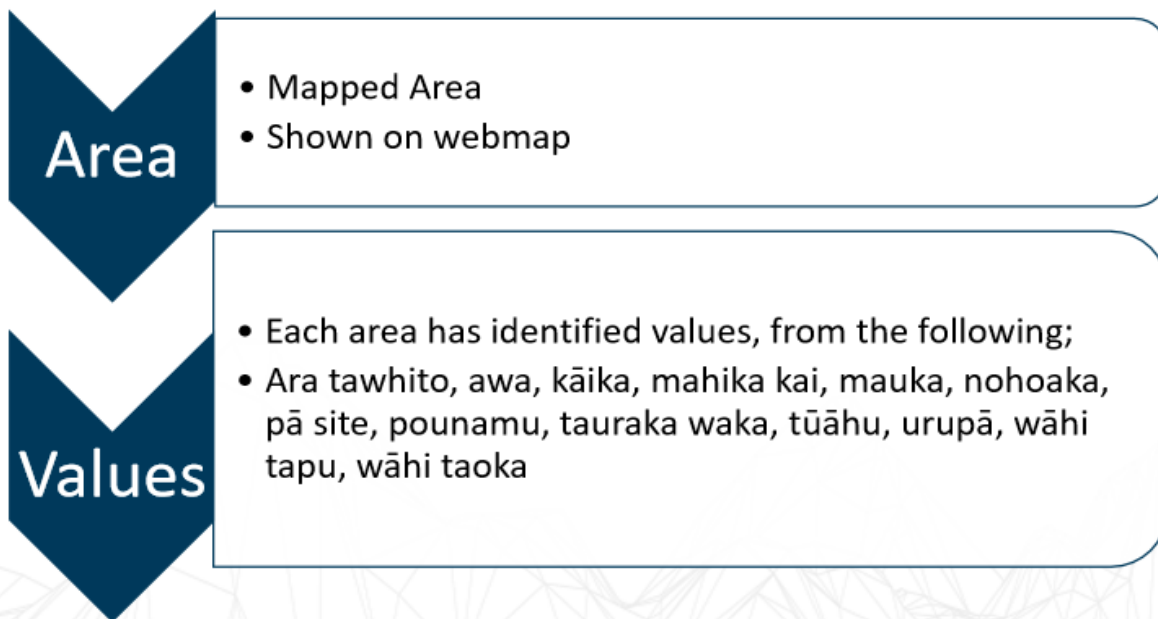 Area
• Mapped Area
• Shown on webmap
Values
• Each area has identified values, from the following;
• Ara tawhito, awa, kāika, mahika kai, mauka, nohoaka,
pā site, pounamu, tauraka waka, tūāhu, urupā, wāhi
tapu, wāhi taoka